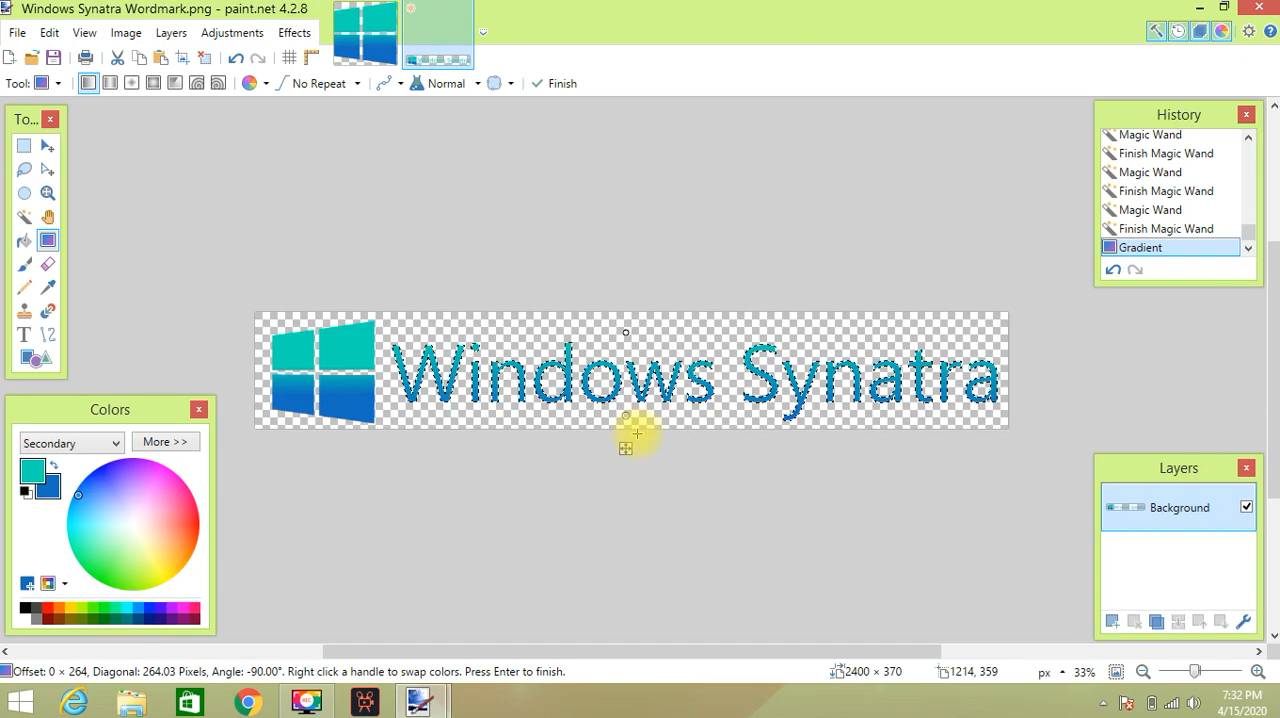 Windows Synatra Wordmark.png - paint.net 4.2.8
File Edit View Image Layers Adjustments Effects
Tool: No Repeat Normal Finish
To...
History
Magic Wand
Finish Magic Wand
Magic Wand
Finish Magic Wand
Magic Wand
Finish Magic Wand
Gradient
Windows Synatra
Colors
Secondary More >>
Layers
Background
Offset: 0 × 264, Diagonal: 264.03 Pixels, Angle: -90.00°. Right click a handle to swap colors. Press Enter to finish. 2400 × 370 1214, 359 px 33%
REC
7:32 PM
4/15/2020